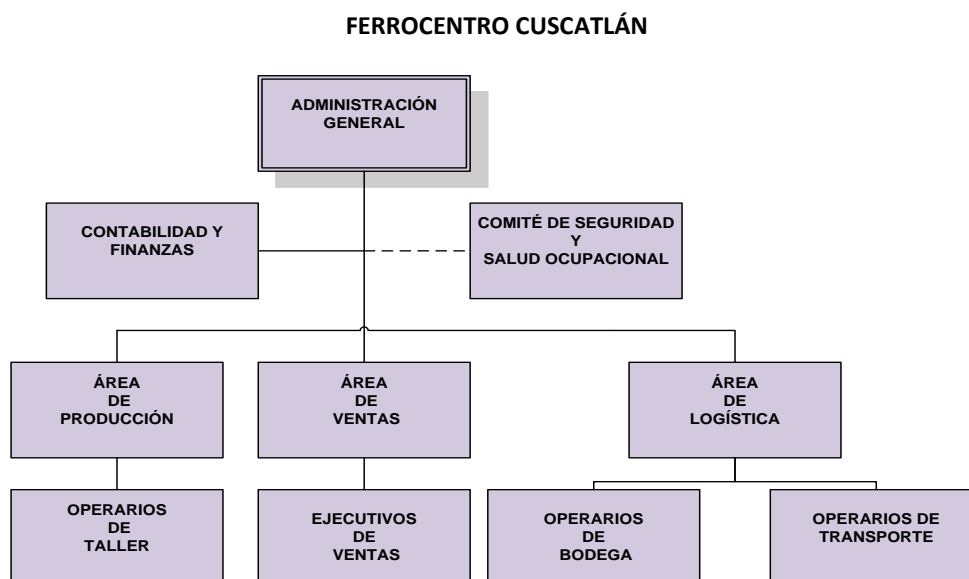 FERROCENTRO CUSCATLÁN
ADMINISTRACIÓN
GENERAL
CONTABILIDAD Y
FINANZAS
COMITÉ DE SEGURIDAD
Y
SALUD OCUPACIONAL
ÁREA
DE
PRODUCCIÓN
ÁREA
DE
VENTAS
ÁREA
DE
LOGÍSTICA
OPERARIOS
DE
TALLER
EJECUTIVOS
DE
VENTAS
OPERARIOS
DE
BODEGA
OPERARIOS DE
TRANSPORTE